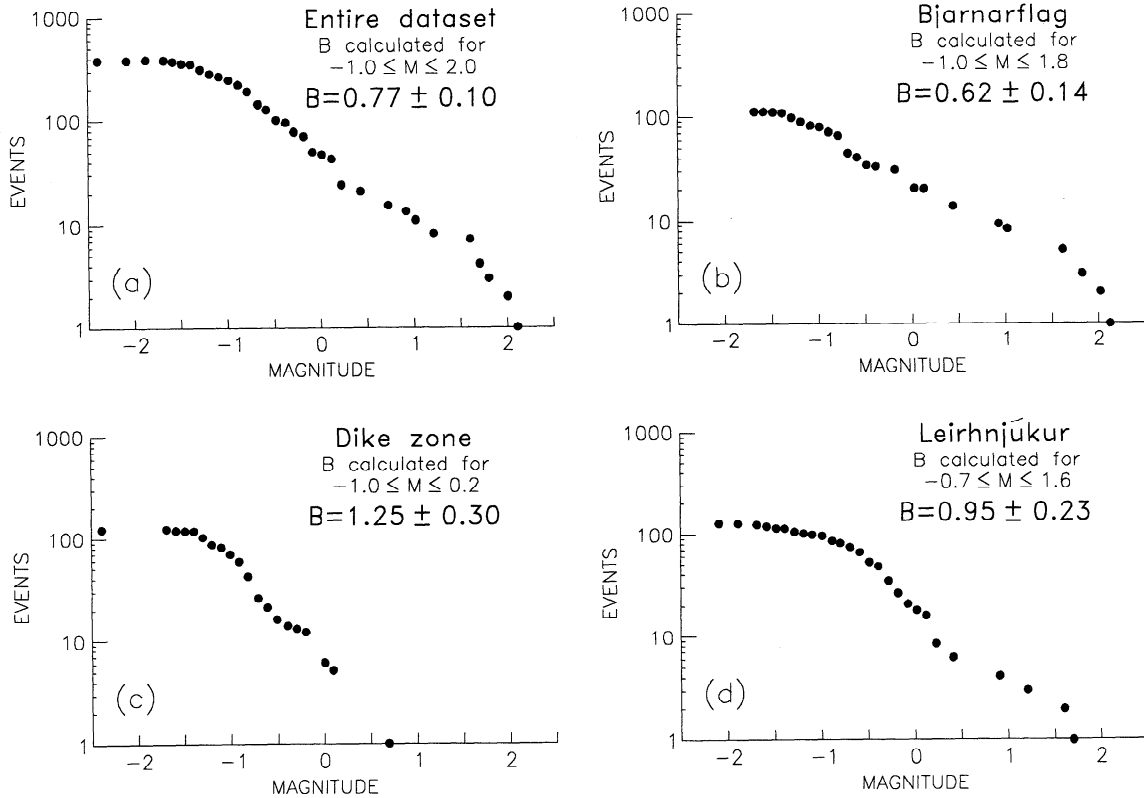 Entire dataset
B calculated for
−1.0 ≤ M ≤ 2.0
B=0.77 ± 0.10
1000
100
10
1
EVENTS
(a)
−2 −1 0 1 2
MAGNITUDE
Bjarnarflag
B calculated for
−1.0 ≤ M ≤ 1.8
B=0.62 ± 0.14
1000
100
10
1
EVENTS
(b)
−2 −1 0 1 2
MAGNITUDE
Dike zone
B calculated for
−1.0 ≤ M ≤ 0.2
B=1.25 ± 0.30
1000
100
10
1
EVENTS
(c)
−2 −1 0 1 2
MAGNITUDE
Leirhnjúkur
B calculated for
−0.7 ≤ M ≤ 1.6
B=0.95 ± 0.23
1000
100
10
1
EVENTS
(d)
−2 −1 0 1 2
MAGNITUDE